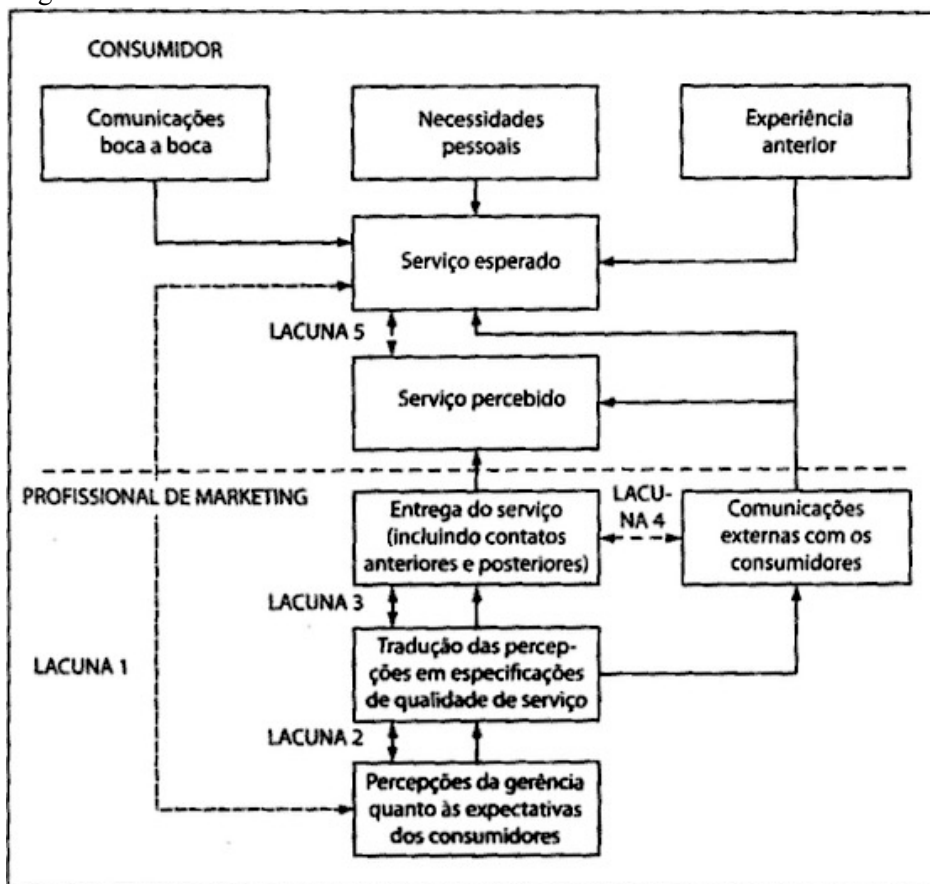 CONSUMIDOR
Comunicações
boca a boca
Necessidades
pessoais
Experiência
anterior
Serviço esperado
LACUNA 5
Serviço percebido
PROFISSIONAL DE MARKETING
Entrega do serviço
(incluindo contatos
anteriores e posteriores)
LACU-
NA 4
Comunicações
externas com os
consumidores
LACUNA 3
LACUNA 1
Tradução das percep-
ções em especificações
de qualidade de serviço
LACUNA 2
Percepções da gerência
quanto às expectativas
dos consumidores